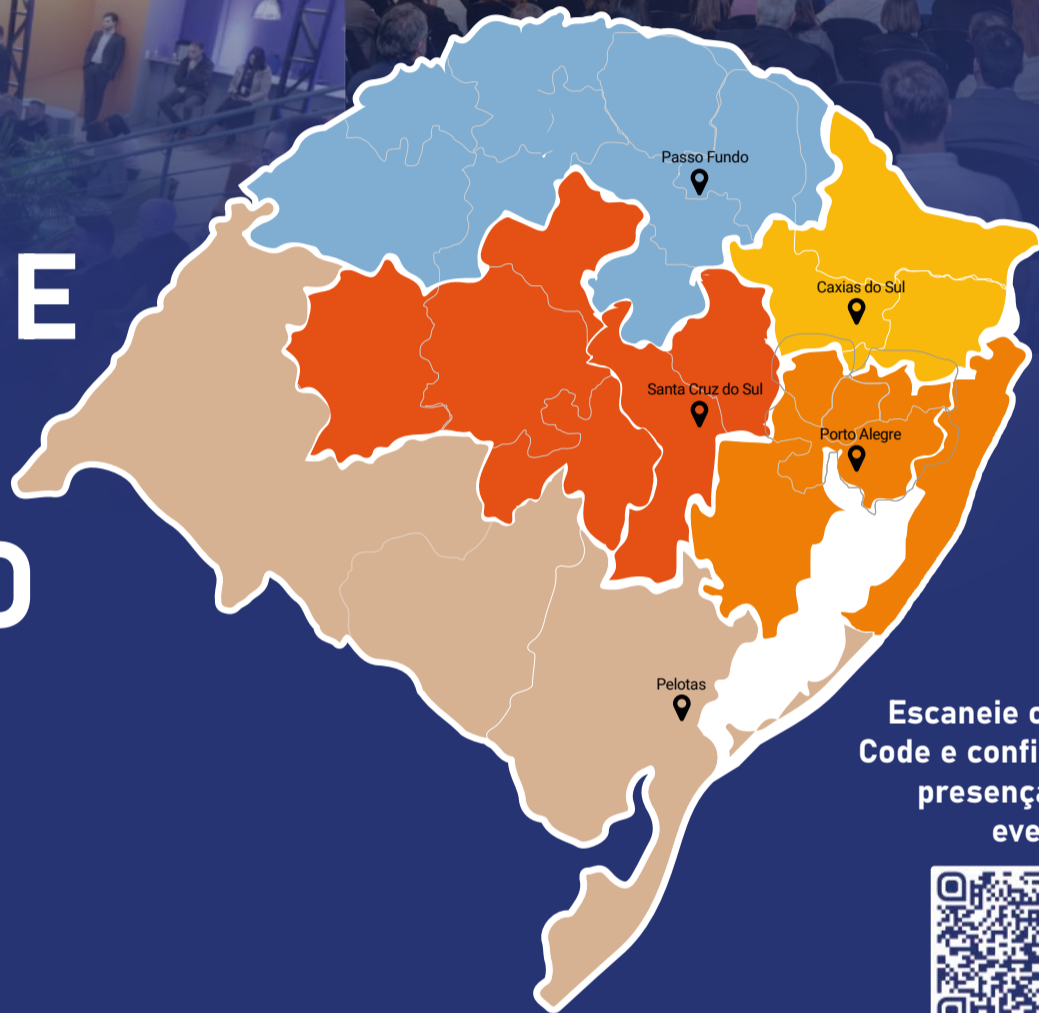 E
Passo Fundo
Caxias do Sul
Santa Cruz do Sul
Porto Alegre
O
Pelotas
Escaneie o
Code e confi
presença
eve